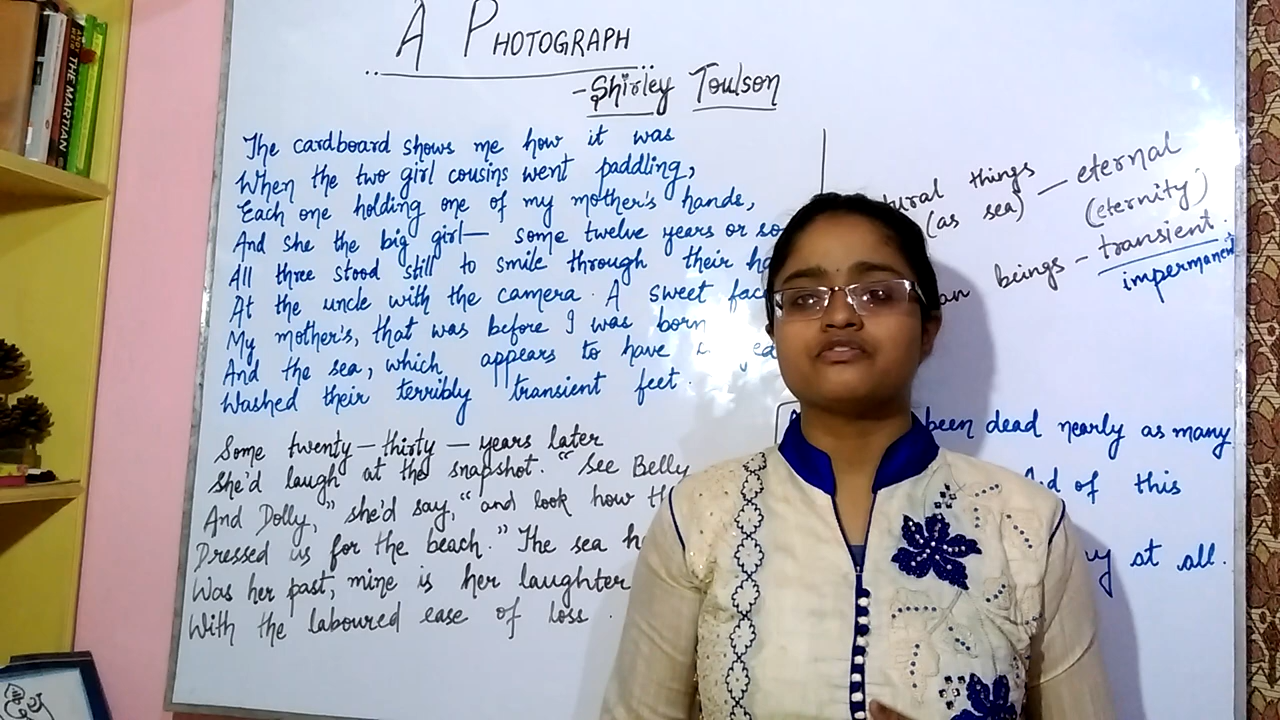 A PHOTOGRAPH
-Shirley Toulson
The cardboard shows me how it was
When the two girl cousins went paddling,
Each one holding one of my mother's hands,
And she the big girl— some twelve years or so
All three stood still to smile through their
At the uncle with the camera. A sweet
My mother's, that was before I was born
And the sea, which appears to have
Washed their terribly transient feet.
Some twenty—thirty—years later
She'd laugh at the snapshot. "See Belly
And Dolly," she'd say, "and look how
Dressed us for the beach." The sea
Was her past, mine is her laughter
With the laboured ease of loss.
things — eternal
(as sea) (eternity)
beings - transient.
been dead nearly as many
of this
at all.
THE MARTIAN
ANDY WEIR